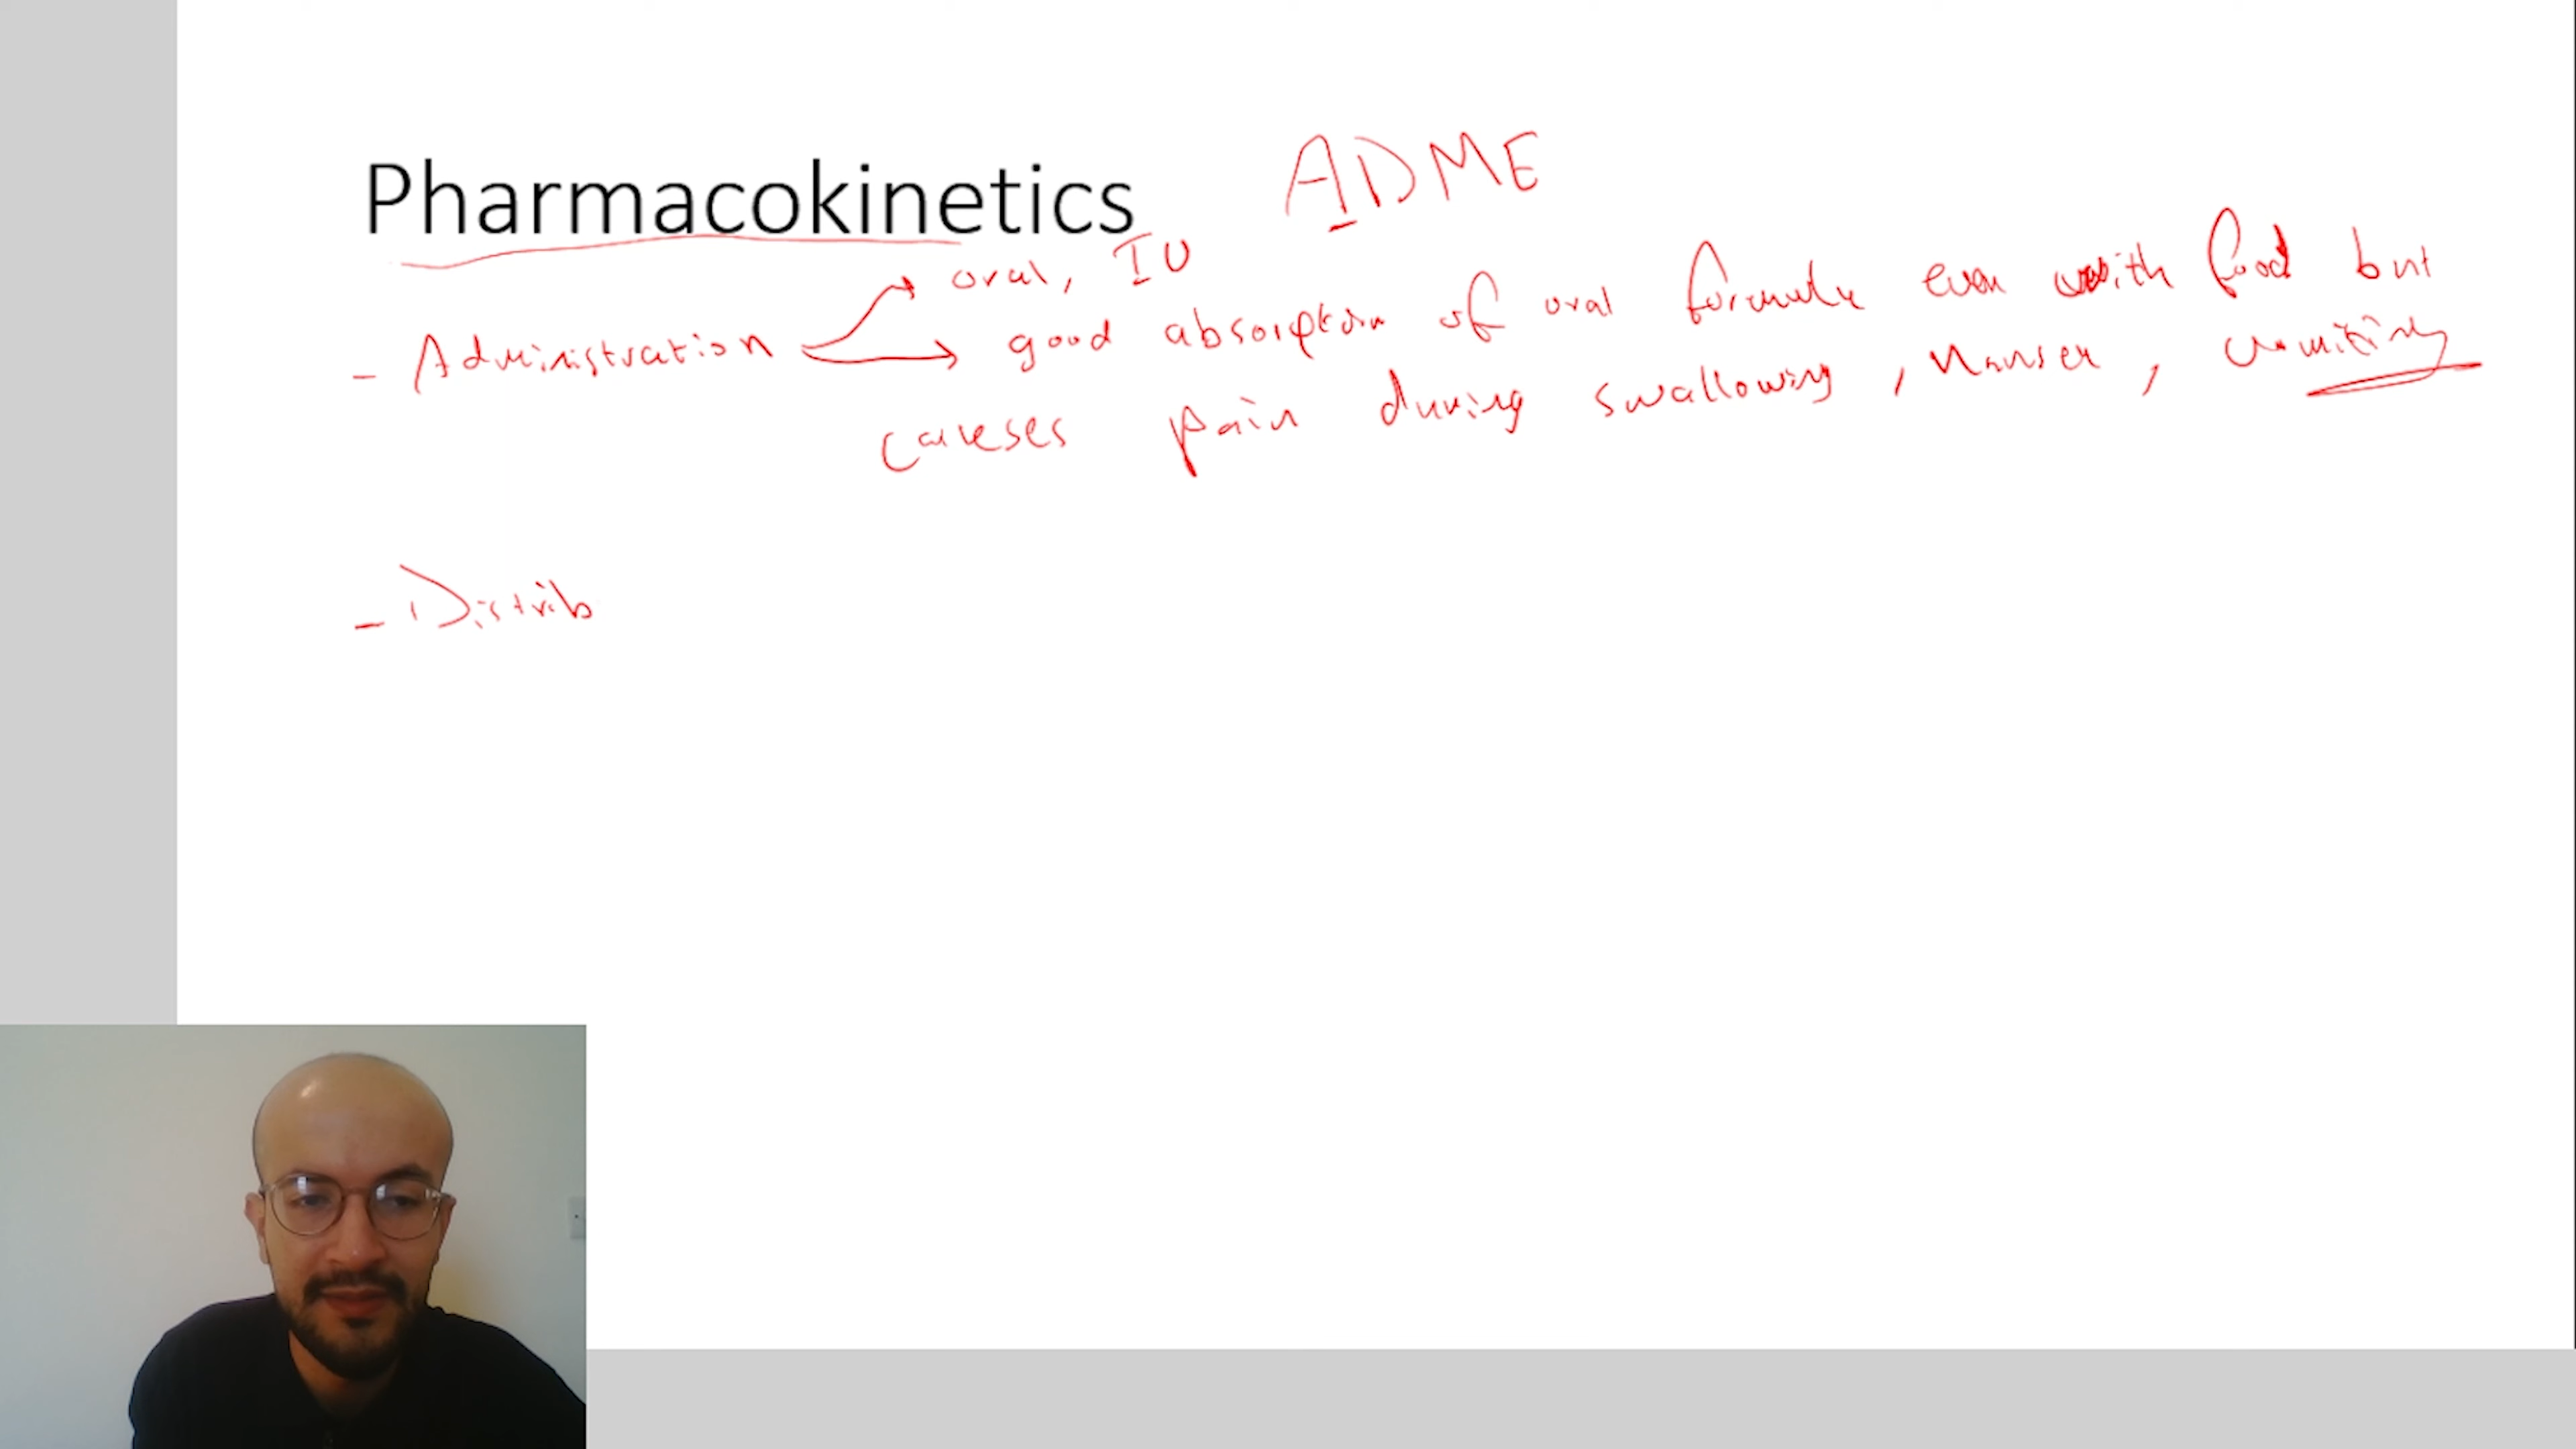 Pharmacokinetics ADME
oral, IV
- Administration good absorption of oral formula even with food but
causes pain during swallowing, nausea, vomiting
- Distrib